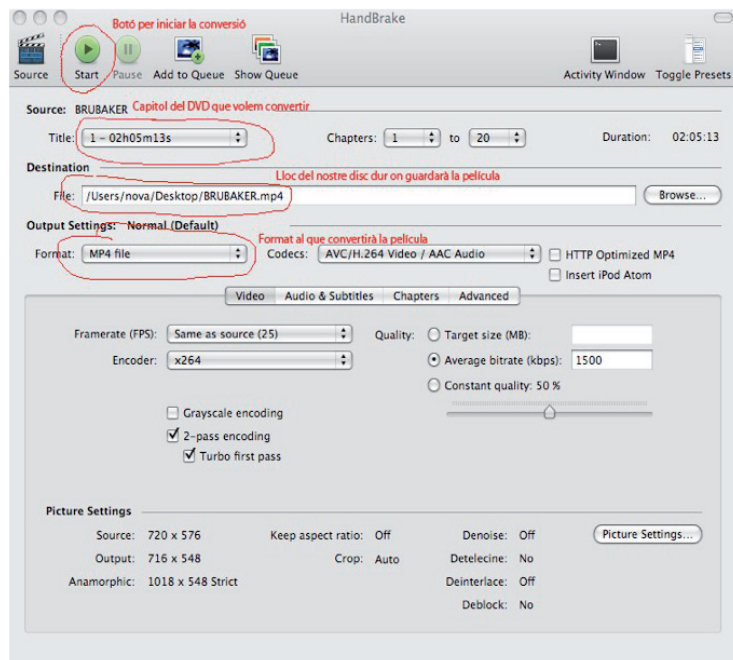 HandBrake
Botó per iniciar la conversió
Source Start Pause Add to Queue Show Queue Activity Window Toggle Presets
Source: BRUBAKER Capitol del DVD que volem convertir
Title: 1 - 02h05m13s Chapters: 1 to 20 Duration: 02:05:13
Destination
Lloc del nostre disc dur on guardarà la película
File: /Users/nova/Desktop/BRUBAKER.mp4 Browse...
Output Settings: Normal (Default)
Format al que convertirà la película
Format: MP4 file Codecs: AVC/H.264 Video / AAC Audio HTTP Optimized MP4
Insert iPod Atom
Video Audio & Subtitles Chapters Advanced
Framerate (FPS): Same as source (25) Quality: Target size (MB):
Encoder: x264 Average bitrate (kbps): 1500
Constant quality: 50 %
Grayscale encoding
2-pass encoding
Turbo first pass
Picture Settings
Source: 720 x 576 Keep aspect ratio: Off Denoise: Off Picture Settings...
Output: 716 x 548 Crop: Auto Detelecine: No
Anamorphic: 1018 x 548 Strict Deinterlace: Off
Deblock: No